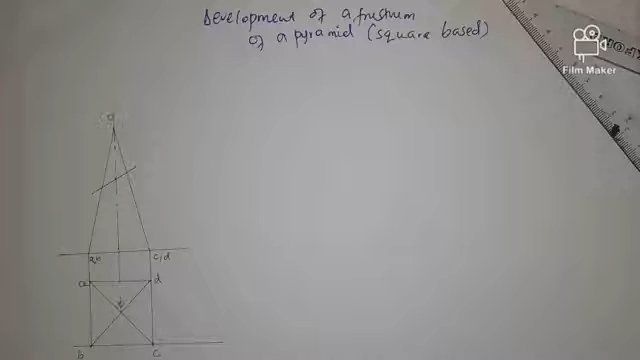 Development of a frustum
of a pyramid (square based)
Film Maker
o
a,b c,d
a d
b c